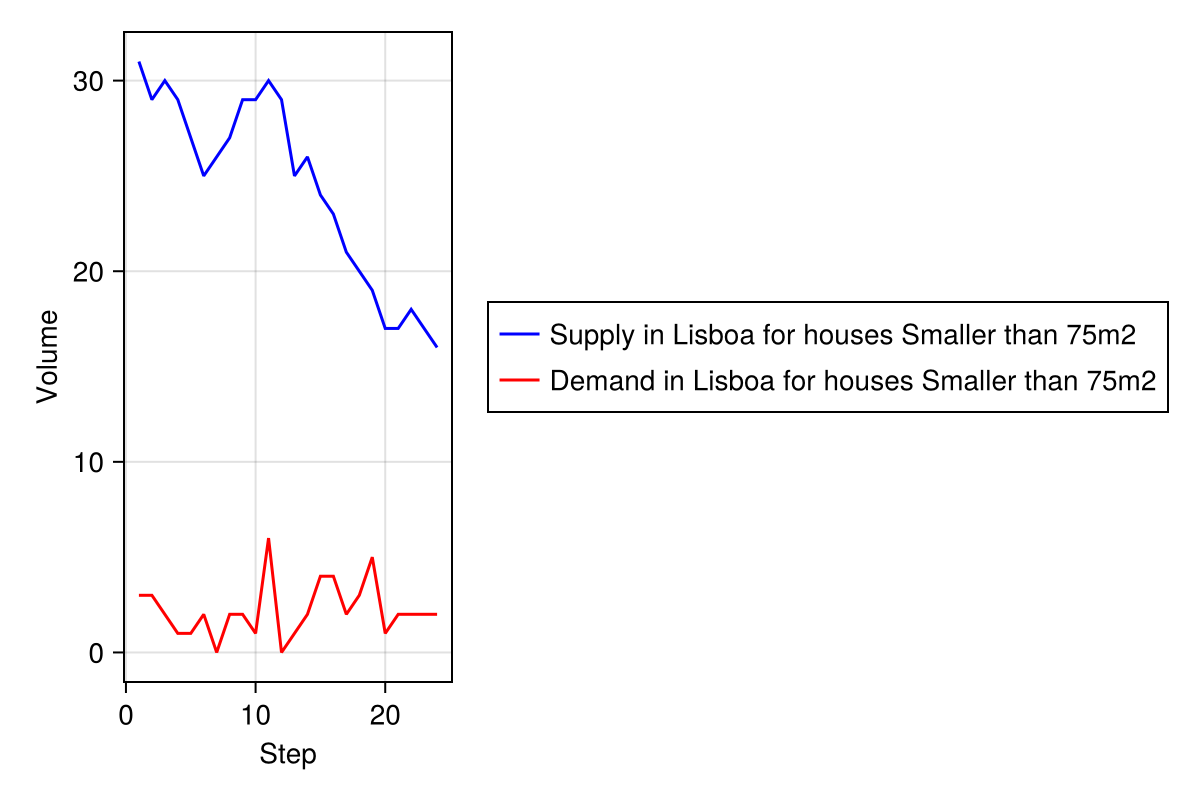 30
20
10
0
Volume
0 10 20
Step
Supply in Lisboa for houses Smaller than 75m2
Demand in Lisboa for houses Smaller than 75m2